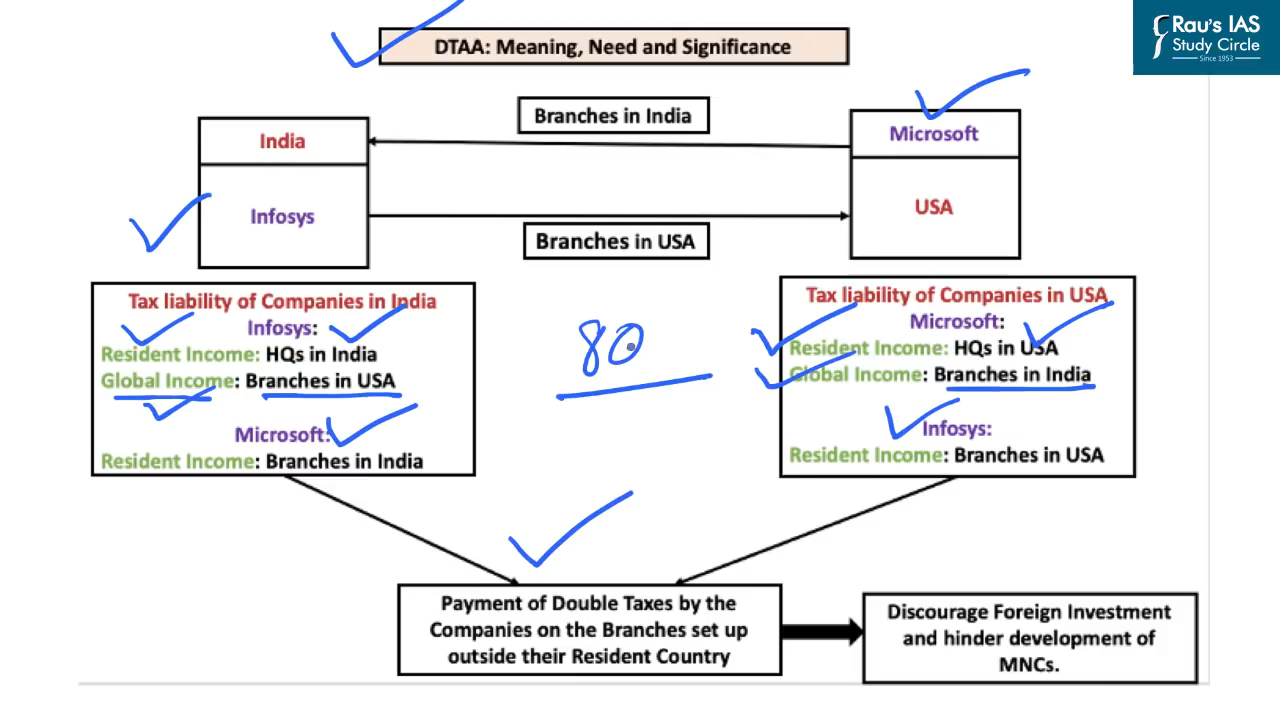 Rau's IAS
Study Circle
Since 1953
DTAA: Meaning, Need and Significance
Branches in India
India
Infosys
Microsoft
USA
Branches in USA
Tax liability of Companies in India
Infosys:
Resident Income: HQs in India
Global Income: Branches in USA
Microsoft:
Resident Income: Branches in India
80
Tax liability of Companies in USA
Microsoft:
Resident Income: HQs in USA
Global Income: Branches in India
Infosys:
Resident Income: Branches in USA
Payment of Double Taxes by the
Companies on the Branches set up
outside their Resident Country
Discourage Foreign Investment
and hinder development of
MNCs.